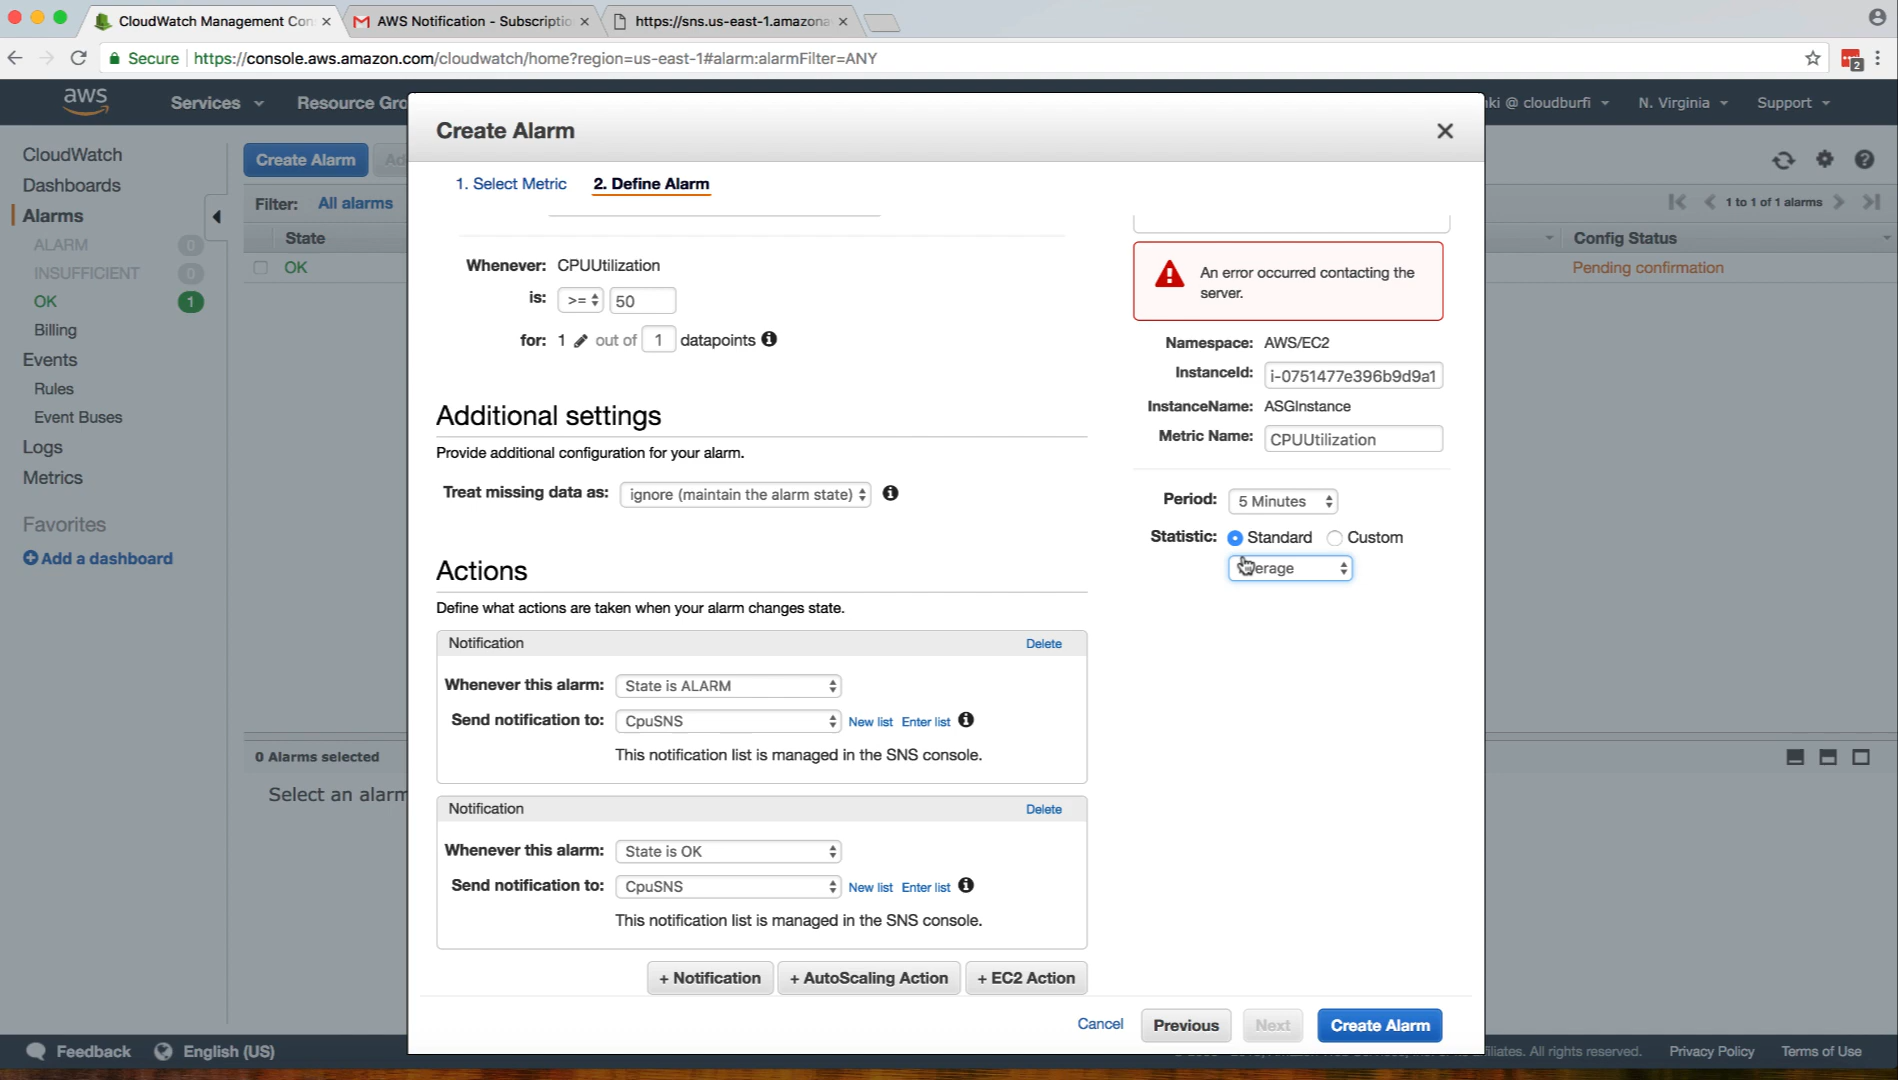 CloudWatch Management Con
AWS Notification - Subscriptio
https://sns.us-east-1.amazona
Secure
https://console.aws.amazon.com/cloudwatch/home?region=us-east-1#alarm:alarmFilter=ANY
2
aws
Services
Resource Gro
ki @ cloudburfi
N. Virginia
Support
CloudWatch
Dashboards
Alarms
ALARM 0
INSUFFICIENT 0
OK 1
Billing
Events
Rules
Event Buses
Logs
Metrics
Favorites
Add a dashboard
Create Alarm
Ad
Filter: All alarms
1 to 1 of 1 alarms
State
Config Status
OK
Pending confirmation
0 Alarms selected
Select an alarm
Create Alarm
1. Select Metric
2. Define Alarm
Whenever: CPUUtilization
is: >= 50
for: 1 out of 1 datapoints
Additional settings
Provide additional configuration for your alarm.
Treat missing data as: ignore (maintain the alarm state)
Actions
Define what actions are taken when your alarm changes state.
Notification Delete
Whenever this alarm: State is ALARM
Send notification to: CpuSNS New list Enter list
This notification list is managed in the SNS console.
Notification Delete
Whenever this alarm: State is OK
Send notification to: CpuSNS New list Enter list
This notification list is managed in the SNS console.
+ Notification
+ AutoScaling Action
+ EC2 Action
An error occurred contacting the
server.
Namespace: AWS/EC2
InstanceId: i-0751477e396b9d9a1
InstanceName: ASGInstance
Metric Name: CPUUtilization
Period: 5 Minutes
Statistic: Standard Custom
erage
Cancel
Previous
Next
Create Alarm
Feedback
English (US)
filiates. All rights reserved.
Privacy Policy
Terms of Use